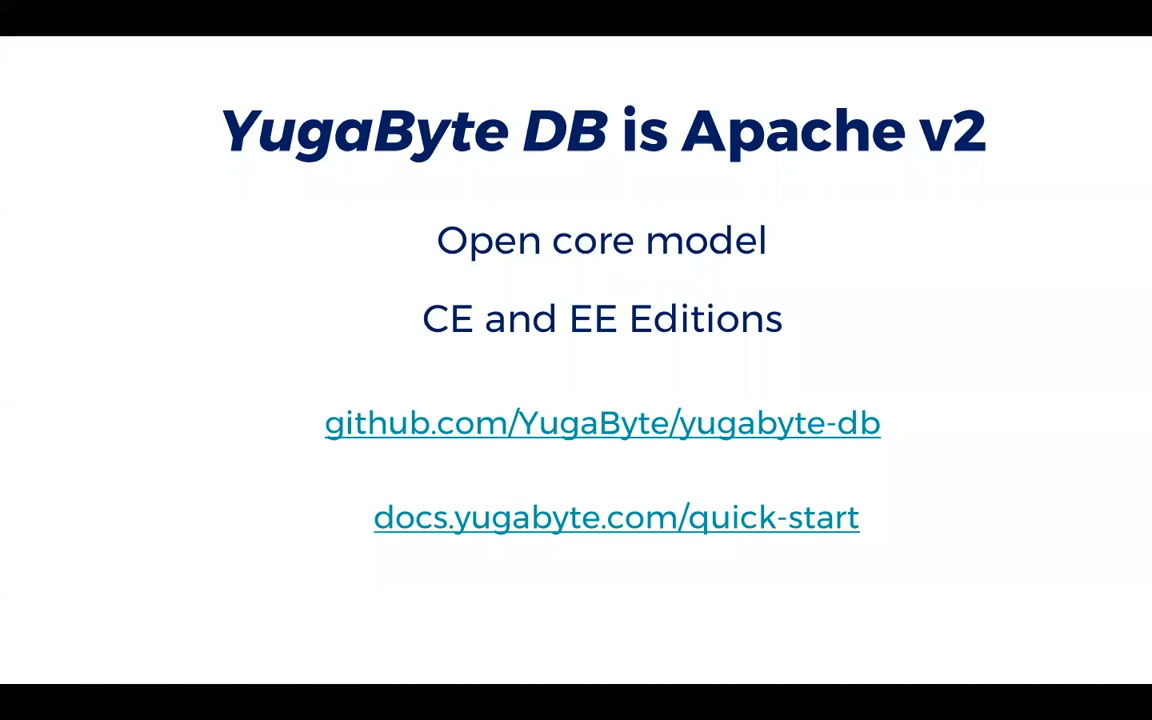 YugaByte DB is Apache v2
Open core model
CE and EE Editions
github.com/YugaByte/yugabyte-db
docs.yugabyte.com/quick-start